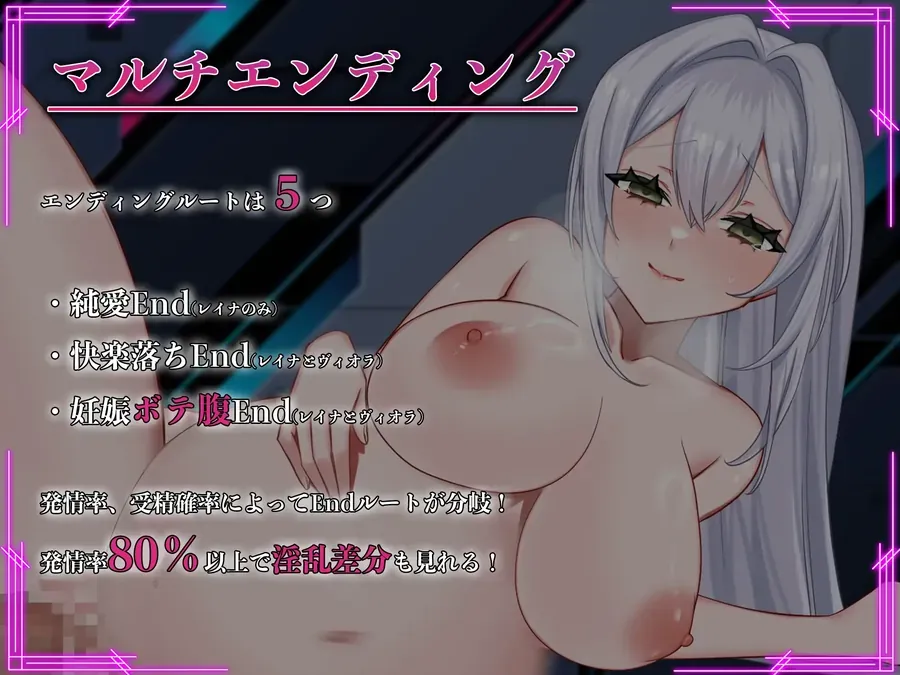 マルチエンディング
エンディングルートは5つ
・純愛End(レイナのみ)
・快楽落ちEnd(レイナとヴィオラ)
・妊娠ボテ腹End(レイナとヴィオラ)
発情率、受精確率によってEndルートが分岐！
発情率80％以上で淫乱差分も見れる！